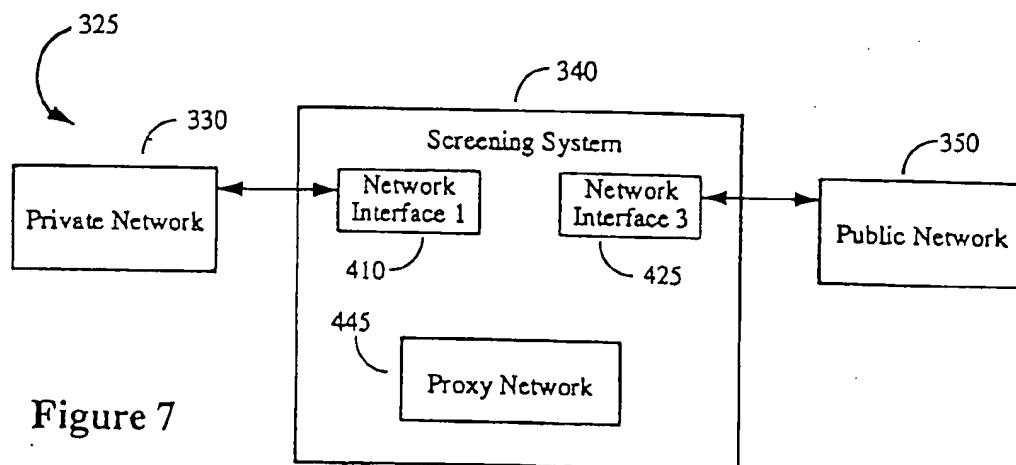 325
340
330
Screening System
350
Private Network
Network
Interface 1
Network
Interface 3
Public Network
410
425
445
Proxy Network
Figure 7